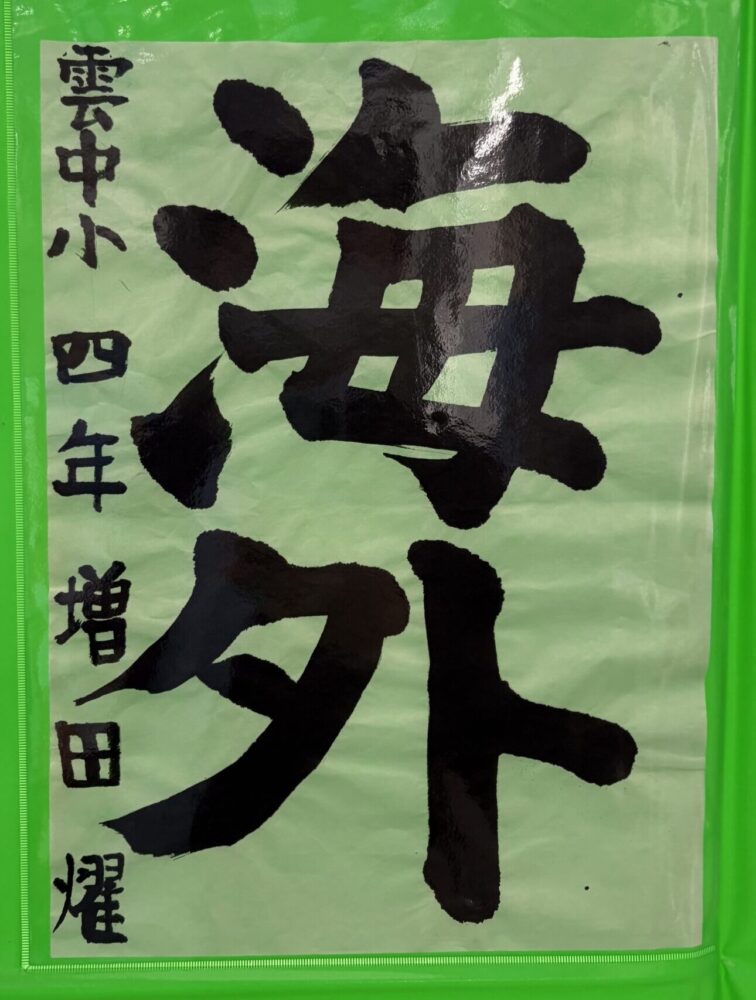 海外
雲中小 四年 増田 燿